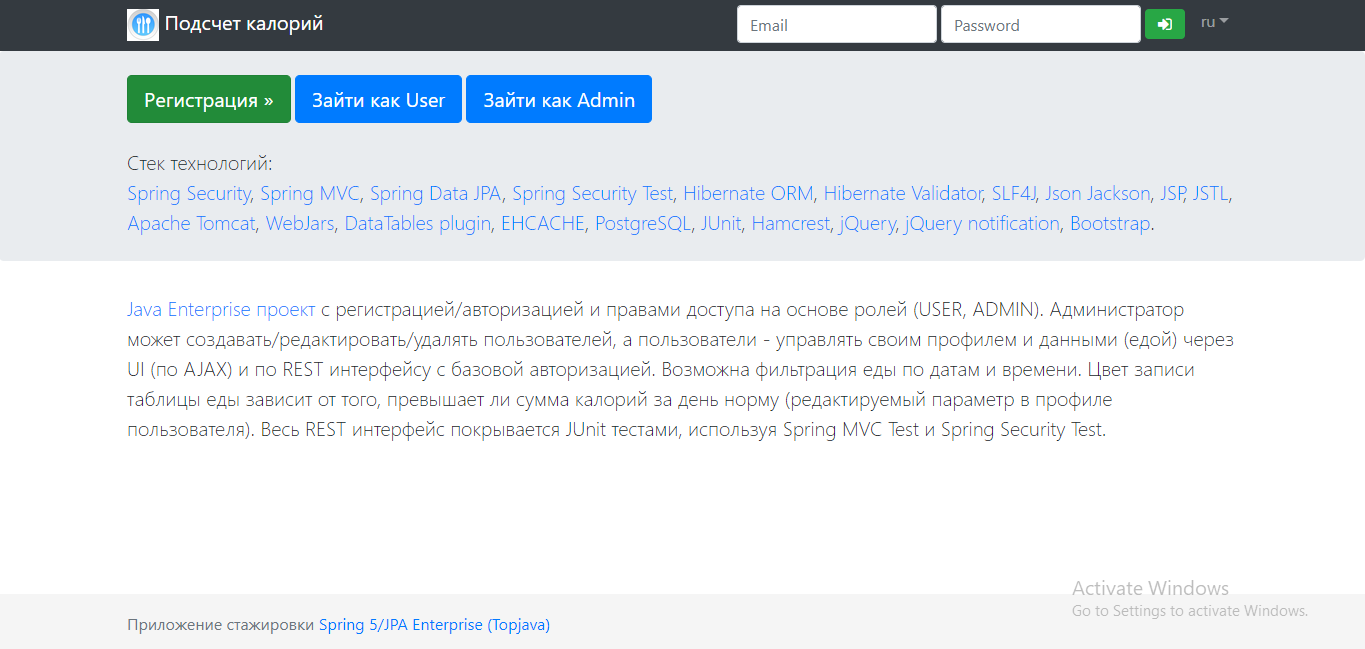 Подсчет калорий
Email
Password
ru
Регистрация »
Зайти как User
Зайти как Admin
Стек технологий:
Spring Security, Spring MVC, Spring Data JPA, Spring Security Test, Hibernate ORM, Hibernate Validator, SLF4J, Json Jackson, JSP, JSTL,
Apache Tomcat, WebJars, DataTables plugin, EHCACHE, PostgreSQL, JUnit, Hamcrest, jQuery, jQuery notification, Bootstrap.
Java Enterprise проект с регистрацией/авторизацией и правами доступа на основе ролей (USER, ADMIN). Администратор
может создавать/редактировать/удалять пользователей, а пользователи - управлять своим профилем и данными (едой) через
UI (по AJAX) и по REST интерфейсу с базовой авторизацией. Возможна фильтрация еды по датам и времени. Цвет записи
таблицы еды зависит от того, превышает ли сумма калорий за день норму (редактируемый параметр в профиле
пользователя). Весь REST интерфейс покрывается JUnit тестами, используя Spring MVC Test и Spring Security Test.
Activate Windows
Go to Settings to activate Windows.
Приложение стажировки Spring 5/JPA Enterprise (Topjava)